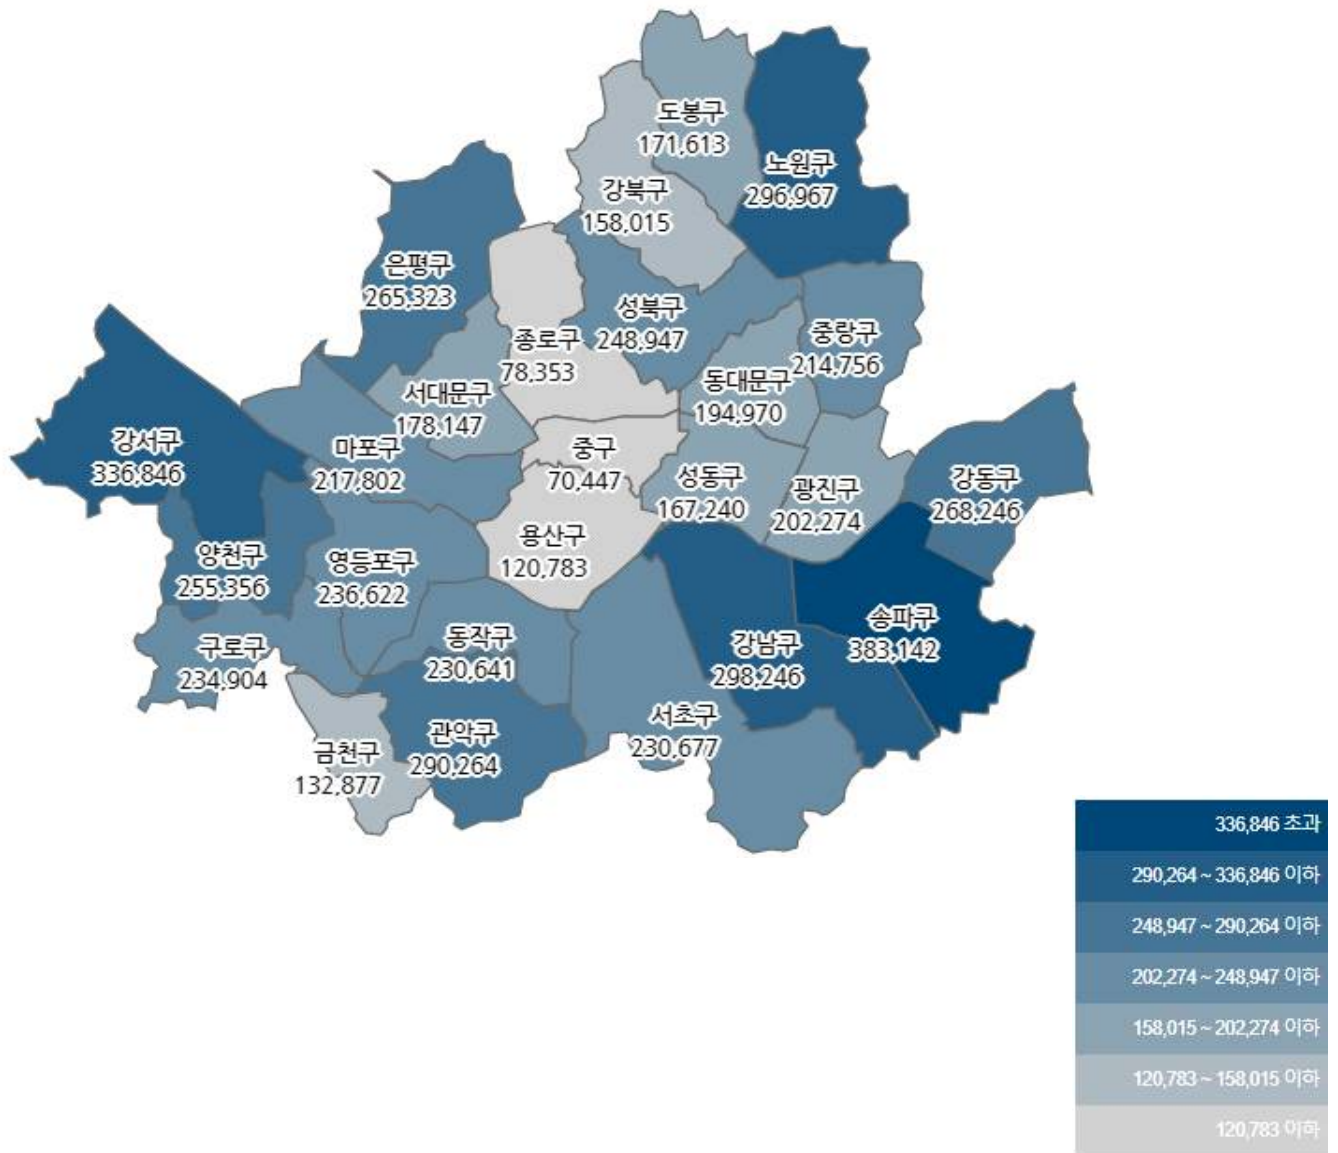 도봉구
171,613
노원구
296,967
강북구
158,015
은평구
265,323
성북구
248,947
종로구
78,353
중랑구
214,756
동대문구
194,970
서대문구
178,147
강서구
336,846
마포구
217,802
중구
70,447
성동구
167,240
광진구
202,274
강동구
268,246
용산구
120,783
양천구
255,356
영등포구
236,622
구로구
234,904
동작구
230,641
강남구
298,246
송파구
383,142
서초구
230,677
관악구
290,264
금천구
132,877
336,846 초과
290,264 ~ 336,846 이하
248,947 ~ 290,264 이하
202,274 ~ 248,947 이하
158,015 ~ 202,274 이하
120,783 ~ 158,015 이하
120,783 이하